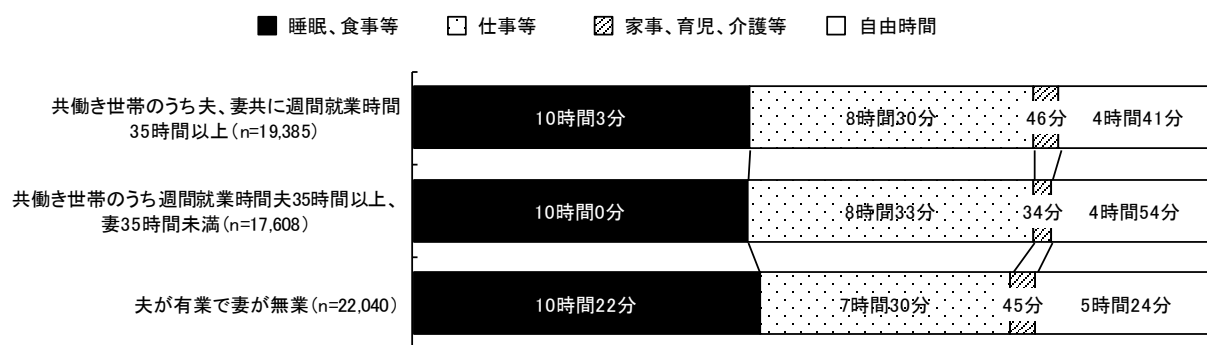 睡眠、食事等 仕事等 家事、育児、介護等 自由時間
共働き世帯のうち夫、妻共に週間就業時間
35時間以上(n=19,385)
10時間3分 8時間30分 46分 4時間41分
共働き世帯のうち週間就業時間夫35時間以上、
妻35時間未満(n=17,608)
10時間0分 8時間33分 34分 4時間54分
夫が有業で妻が無業(n=22,040)
10時間22分 7時間30分 45分 5時間24分